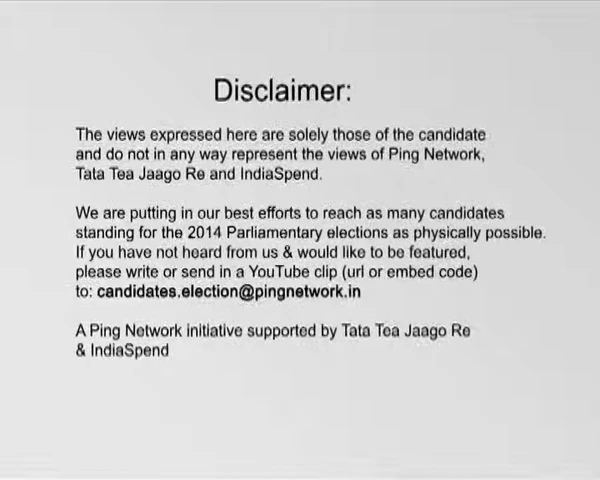 Disclaimer:
The views expressed here are solely those of the candidate
and do not in any way represent the views of Ping Network,
Tata Tea Jaago Re and IndiaSpend.
We are putting in our best efforts to reach as many candidates
standing for the 2014 Parliamentary elections as physically possible.
If you have not heard from us & would like to be featured,
please write or send in a YouTube clip (url or embed code)
to: candidates.election@pingnetwork.in
A Ping Network initiative supported by Tata Tea Jaago Re
& IndiaSpend